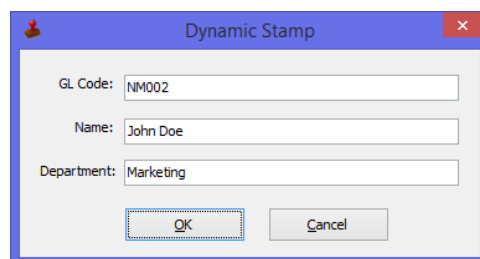 Dynamic Stamp
GL Code: NM002
Name: John Doe
Department: Marketing
OK Cancel